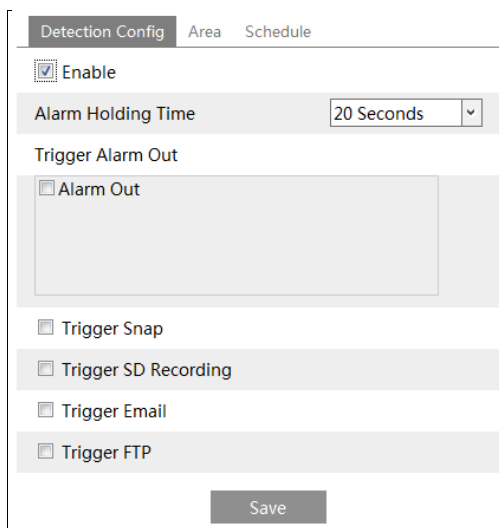 Detection Config Area Schedule
Enable
Alarm Holding Time 20 Seconds
Trigger Alarm Out
Alarm Out
Trigger Snap
Trigger SD Recording
Trigger Email
Trigger FTP
Save